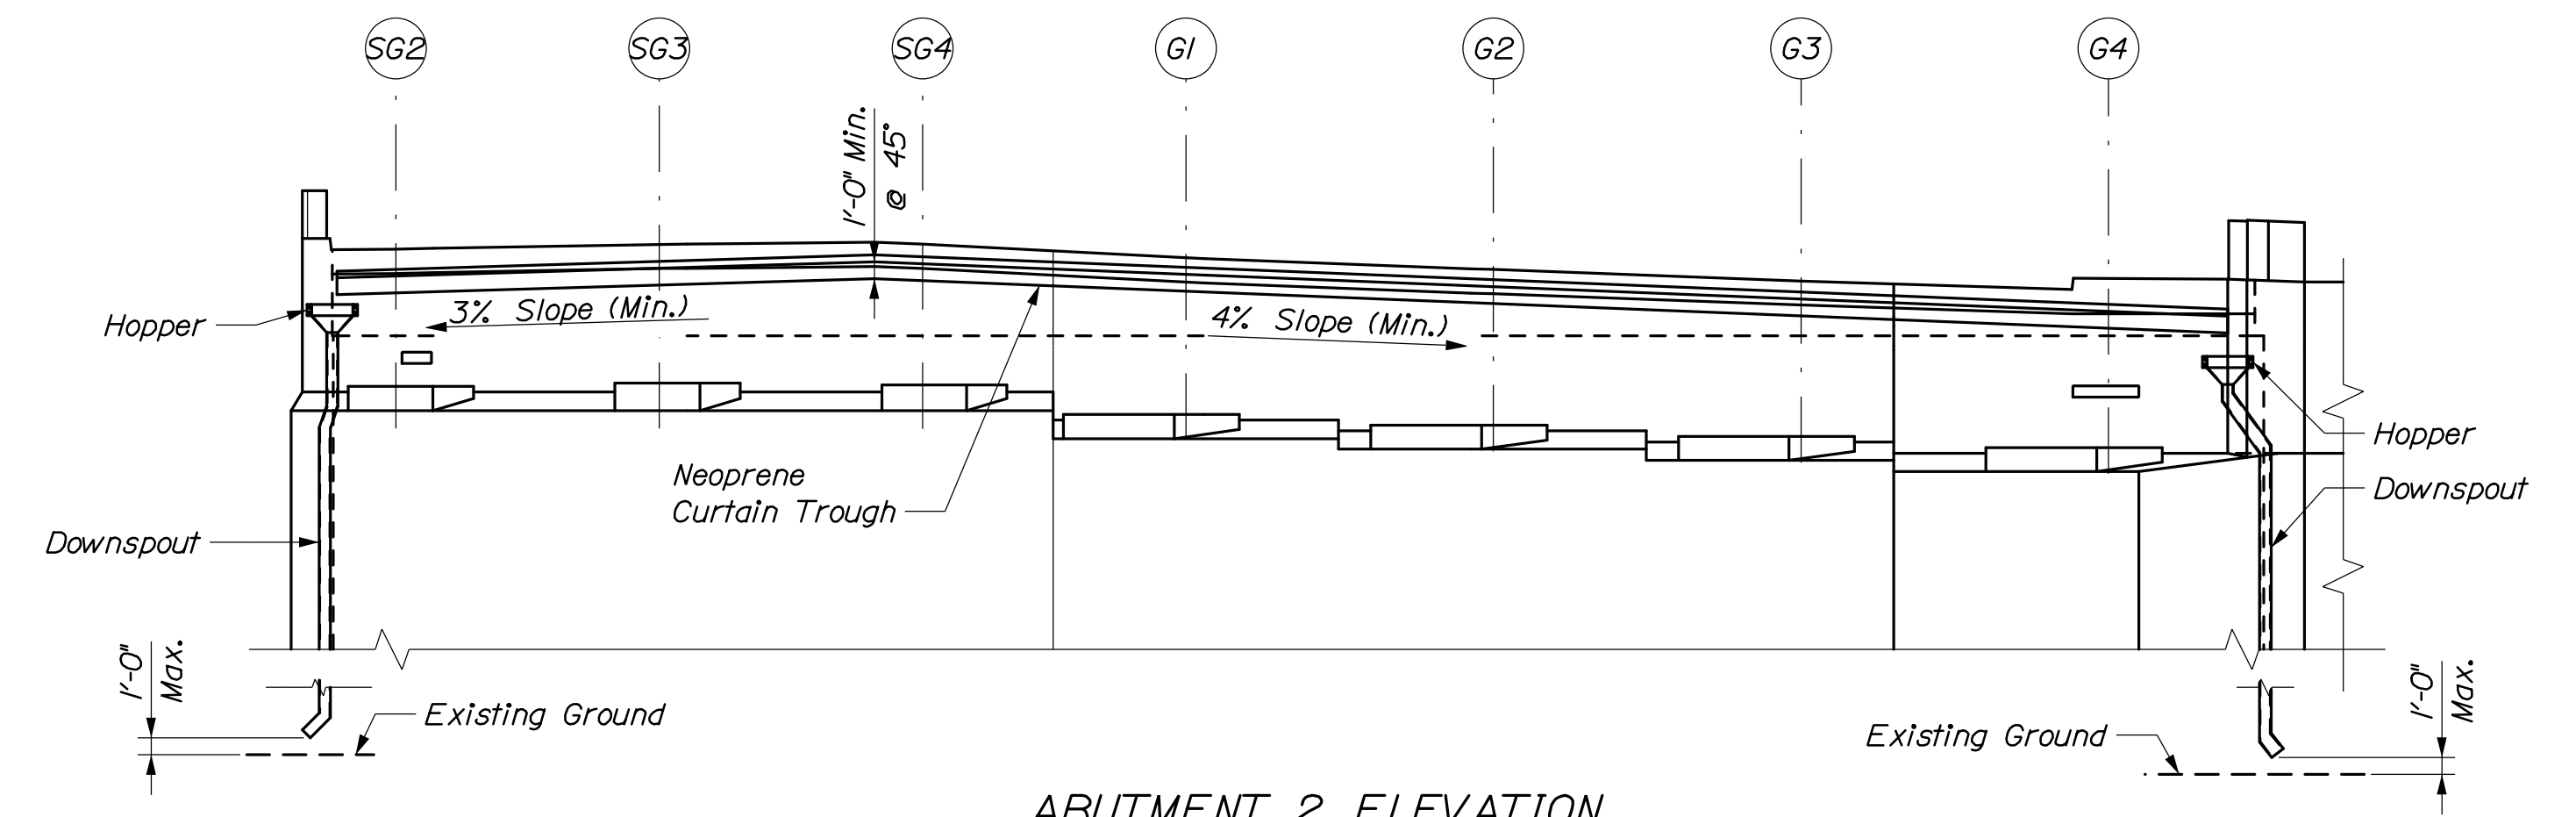 SG2 SG3 SG4 G1 G2 G3 G4
1'-0" Min.
@ 45°
3% Slope (Min.)
4% Slope (Min.)
Hopper
Hopper
Neoprene
Curtain Trough
Downspout
Downspout
1'-0"
Max.
Existing Ground
Existing Ground
1'-0"
Max.
ABUTMENT 2 ELEVATION